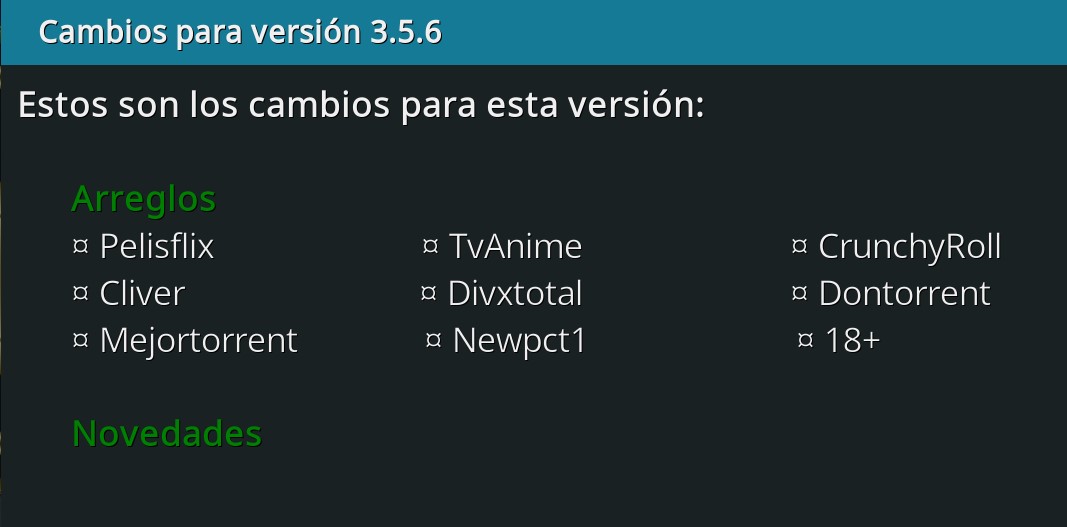 Cambios para versión 3.5.6
Estos son los cambios para esta versión:
Arreglos
¤ Pelisflix ¤ TvAnime ¤ CrunchyRoll
¤ Cliver ¤ Divxtotal ¤ Dontorrent
¤ Mejortorrent ¤ Newpct1 ¤ 18+
Novedades